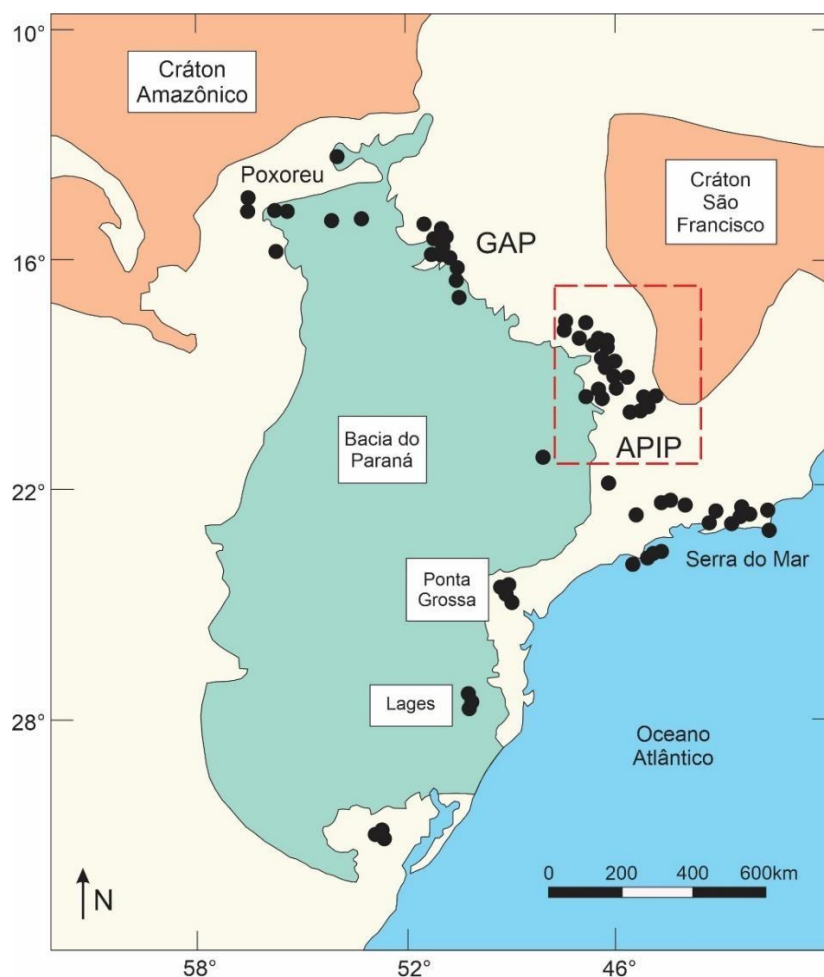 10°
Cráton
Amazônico
Poxoreu
Cráton
São
Francisco
GAP
16°
Bacia do
Paraná
APIP
22°
Serra do Mar
Ponta
Grossa
Lages
28°
Oceano
Atlântico
0 200 400 600km
N
58° 52° 46°